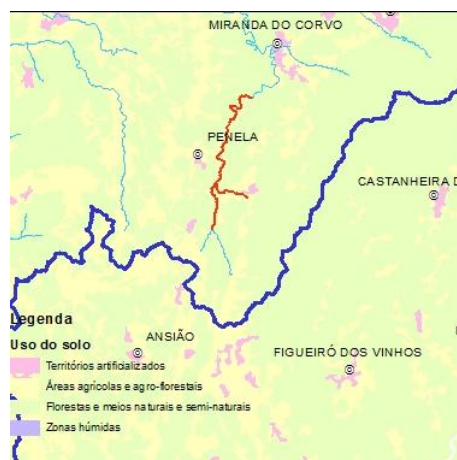 MIRANDA DO CORVO
PENELA
CASTANHEIRA D
Legenda
Uso do solo
ANSIÃO
FIGUEIRÓ DOS VINHOS
Territórios artificializados
Áreas agrícolas e agro-florestais
Florestas e meios naturais e semi-naturais
Zonas húmidas